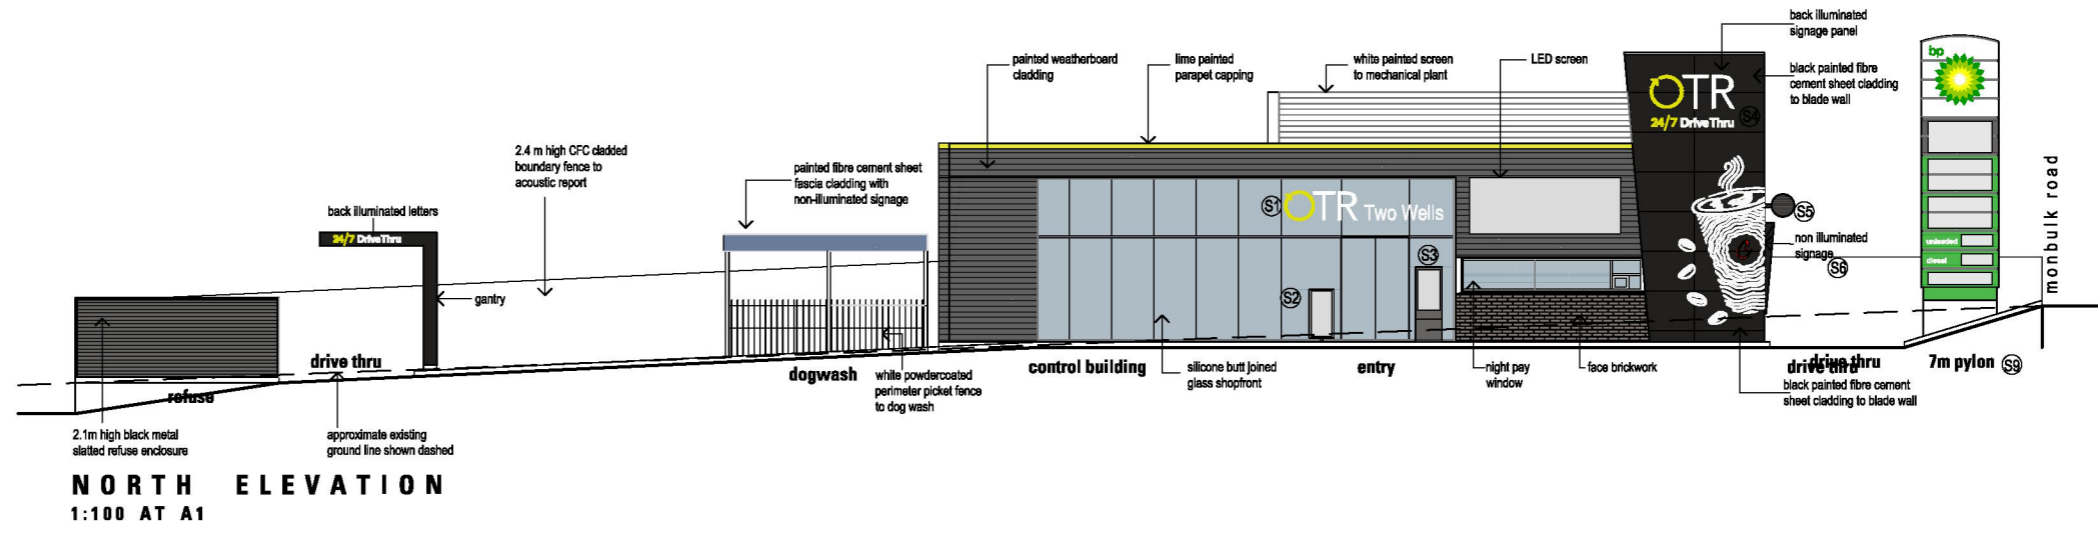 back illuminated
signage panel
painted weatherboard
cladding
lime painted
parapet capping
white painted screen
to mechanical plant
LED screen
black painted fibre
cement sheet cladding
to blade wall
bp
OTR
24/7 DriveThru
S4
2.4 m high CFC cladded
boundary fence to
acoustic report
painted fibre cement sheet
fascia cladding with
non-illuminated signage
back illuminated letters
24/7 DriveThru
S1
OTR Two Wells
S5
non illuminated
signage
S6
unleaded
diesel
monbulk road
S3
S2
gantry
drive thru
refuse
dogwash
white powdercoated
perimeter picket fence
to dog wash
control building
silicone butt joined
glass shopfront
entry
night pay
window
face brickwork
drive thru
drive thru
black painted fibre cement
sheet cladding to blade wall
7m pylon S9
2.1m high black metal
slatted refuse enclosure
approximate existing
ground line shown dashed
NORTH ELEVATION
1:100 AT A1